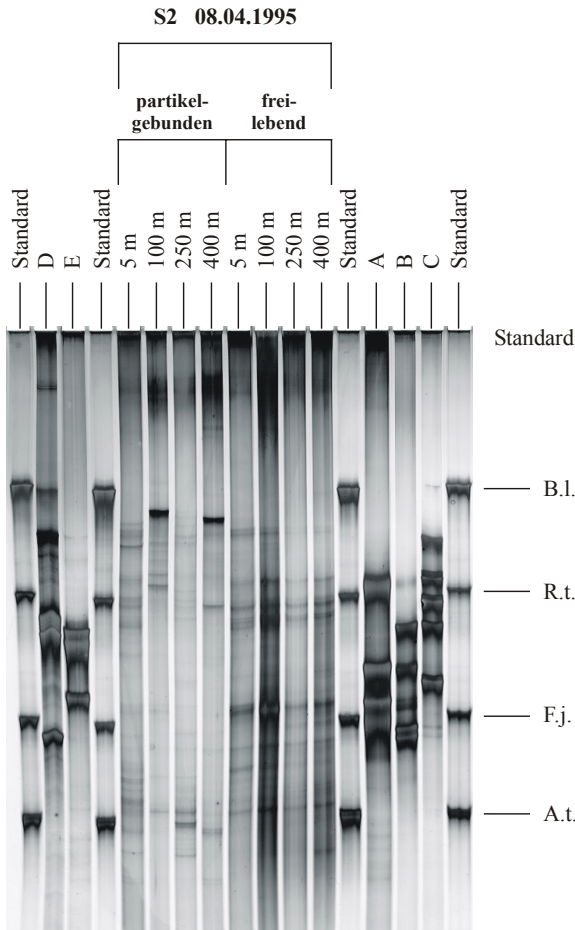 S2 08.04.1995
partikel-
gebunden
frei-
lebend
Standard
D
E
Standard
5 m
100 m
250 m
400 m
5 m
100 m
250 m
400 m
Standard
A
B
C
Standard
Standard
B.l.
R.t.
F.j.
A.t.